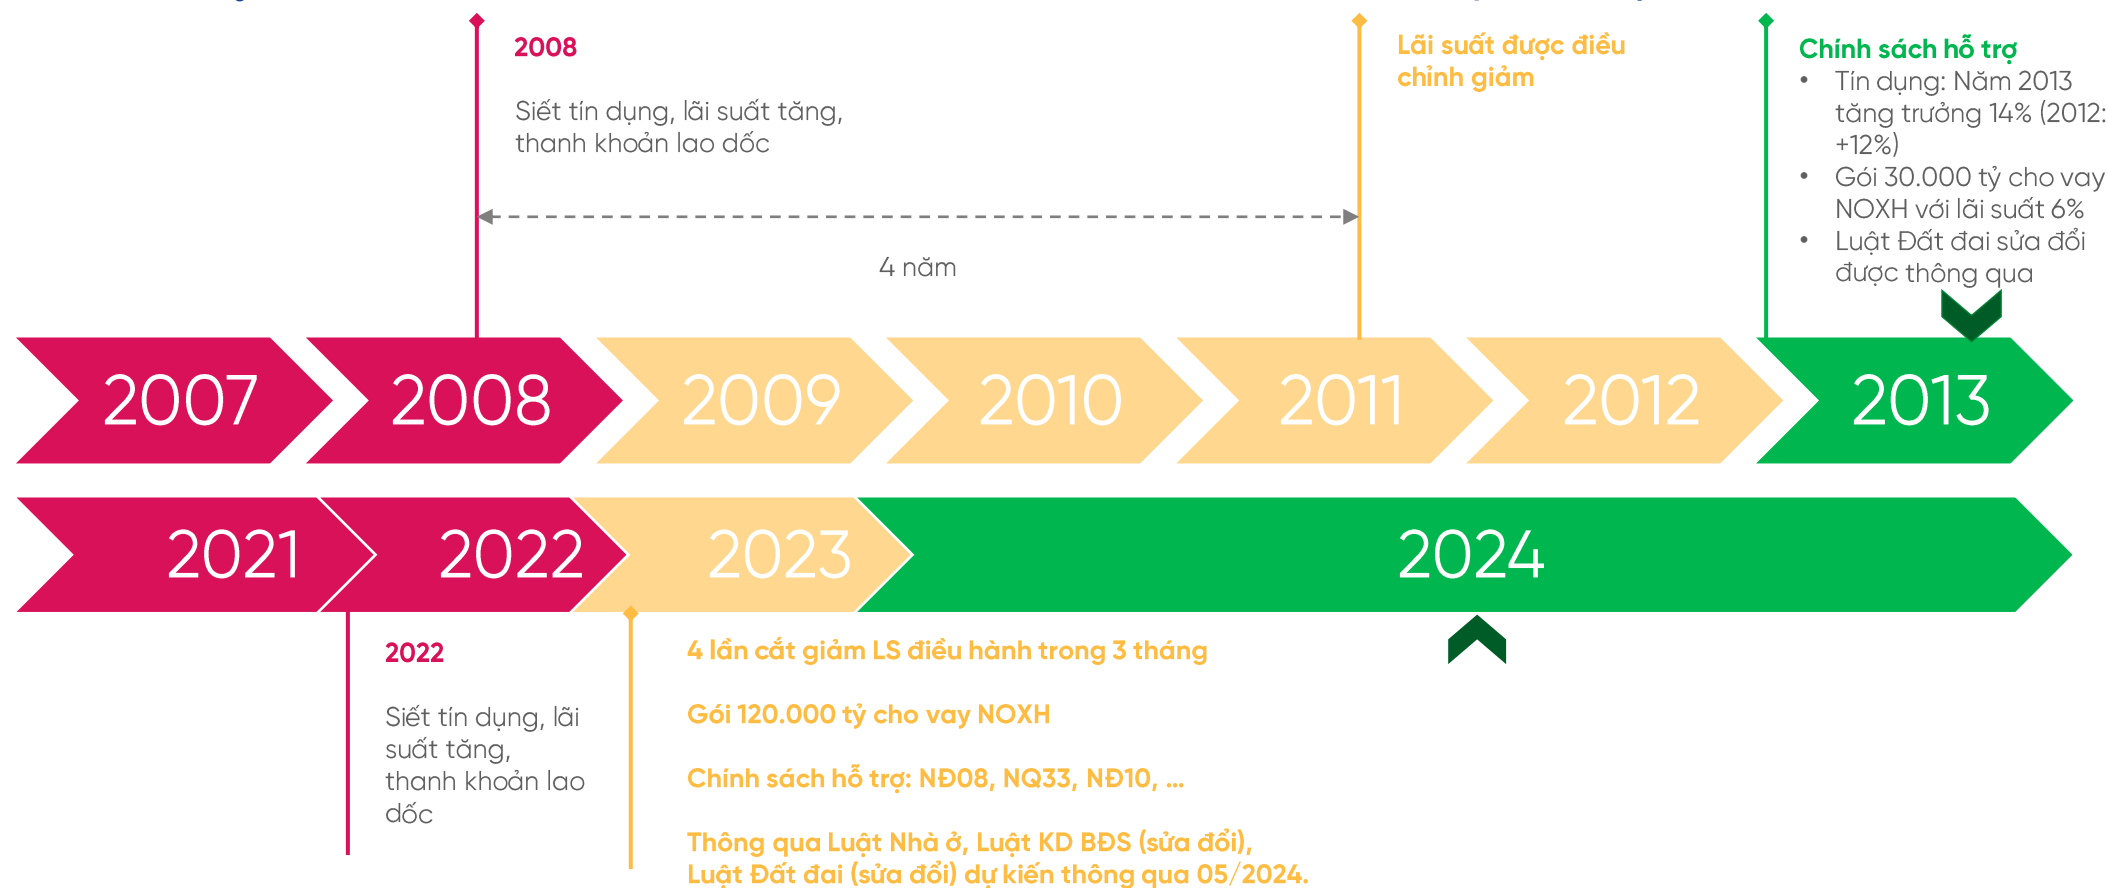 2008
Siết tín dụng, lãi suất tăng,
thanh khoản lao dốc
4 năm
Lãi suất được điều
chỉnh giảm
Chính sách hỗ trợ
• Tín dụng: Năm 2013
tăng trưởng 14% (2012:
+12%)
• Gói 30.000 tỷ cho vay
NOXH với lãi suất 6%
• Luật Đất đai sửa đổi
được thông qua
2007
2008
2009
2010
2011
2012
2013
2021
2022
2023
2024
2022
Siết tín dụng, lãi
suất tăng,
thanh khoản lao
dốc
4 lần cắt giảm LS điều hành trong 3 tháng
Gói 120.000 tỷ cho vay NOXH
Chính sách hỗ trợ: NĐ08, NQ33, NĐ10, ...
Thông qua Luật Nhà ở, Luật KD BĐS (sửa đổi),
Luật Đất đai (sửa đổi) dự kiến thông qua 05/2024.